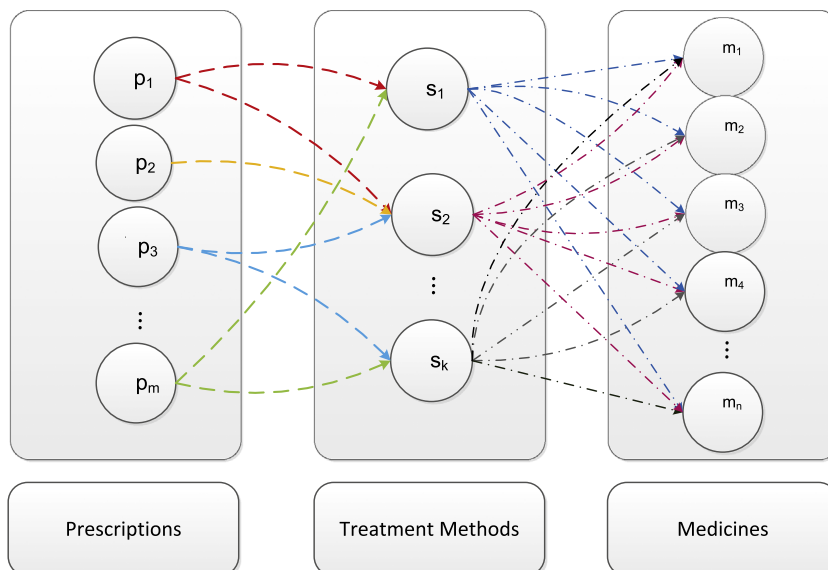 p1
p2
p3
⋮
pm
s1
s2
⋮
sk
m1
m2
m3
m4
⋮
mn
Prescriptions
Treatment Methods
Medicines